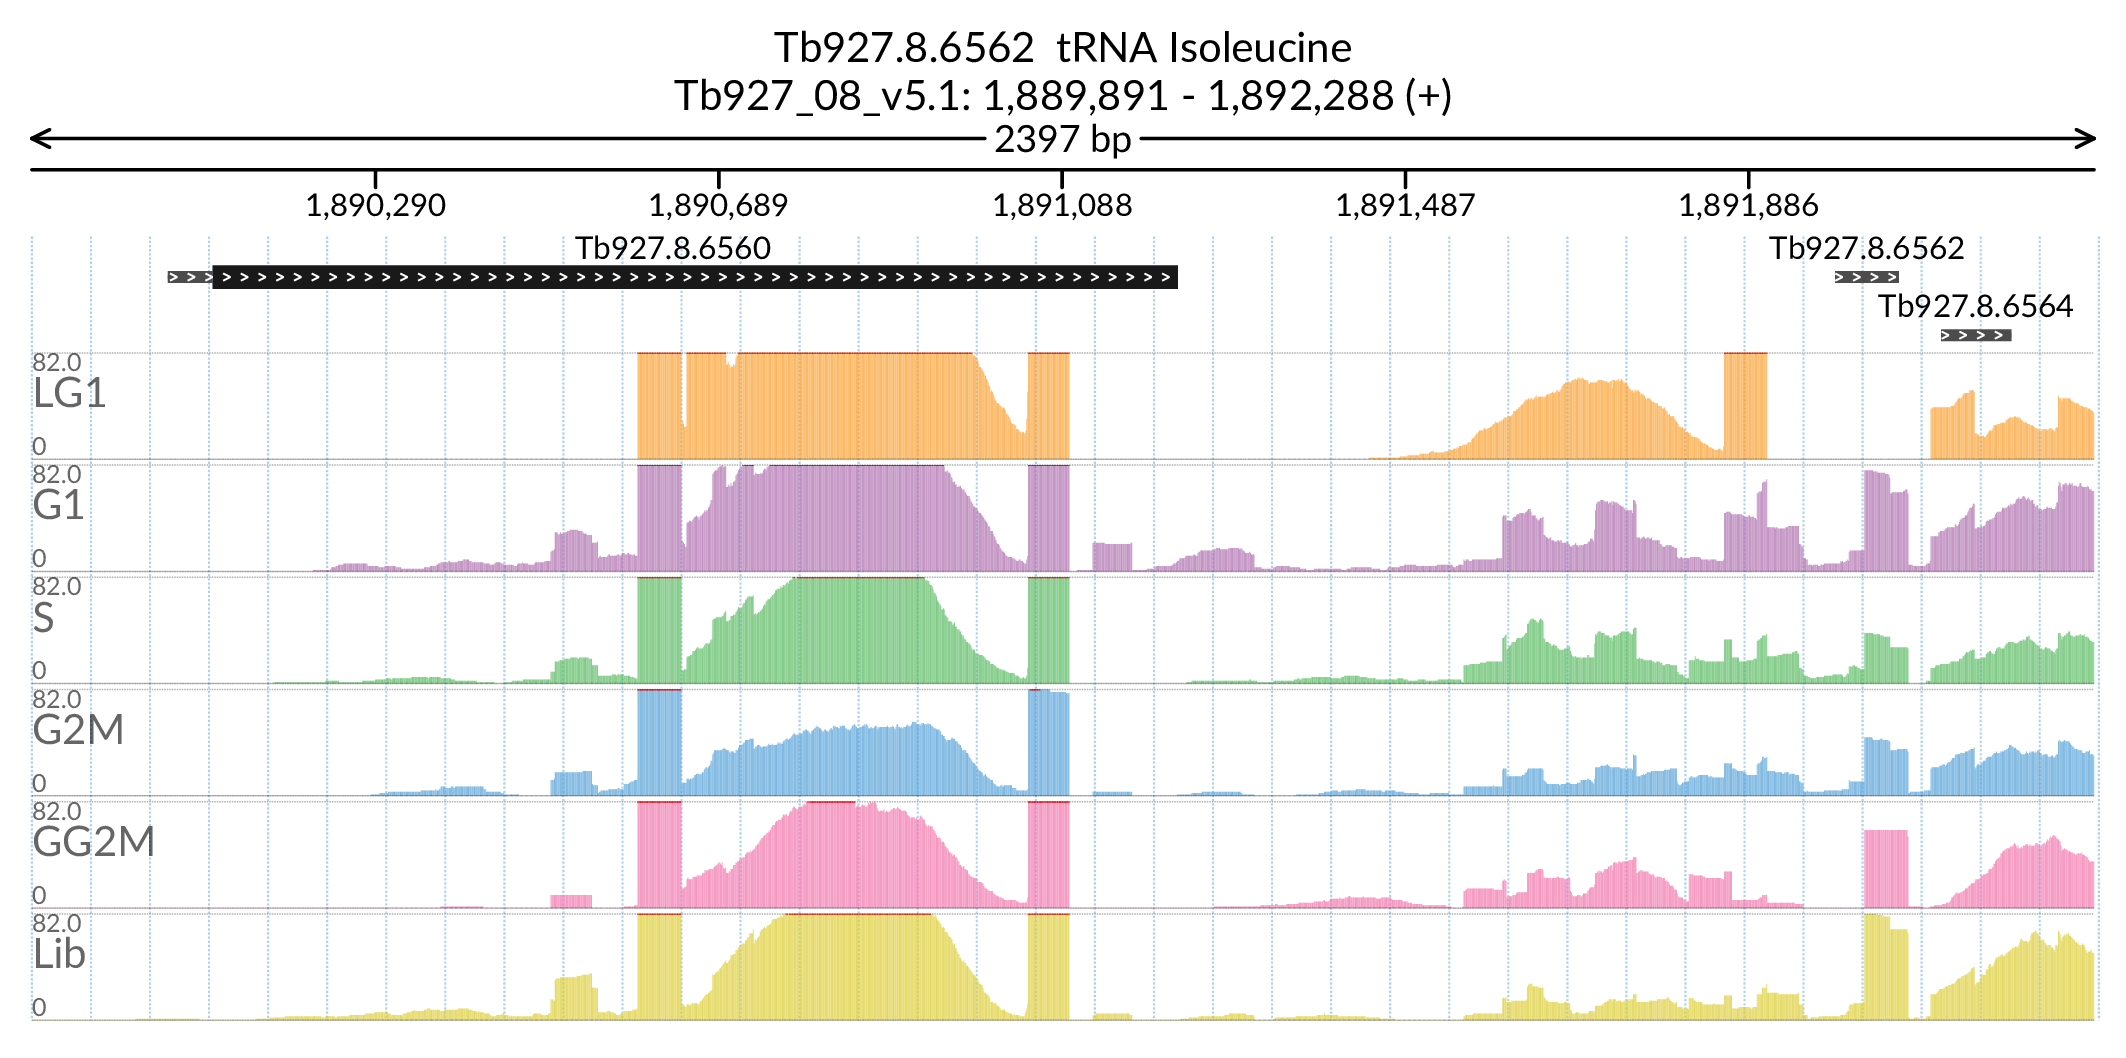 Tb927.8.6562 tRNA Isoleucine
Tb927_08_v5.1: 1,889,891 - 1,892,288 (+)
2397 bp
1,890,290 1,890,689 1,891,088 1,891,487 1,891,886
Tb927.8.6560 Tb927.8.6562
Tb927.8.6564
82.0
LG1
0
82.0
G1
0
82.0
S
0
82.0
G2M
0
82.0
GG2M
0
82.0
Lib
0